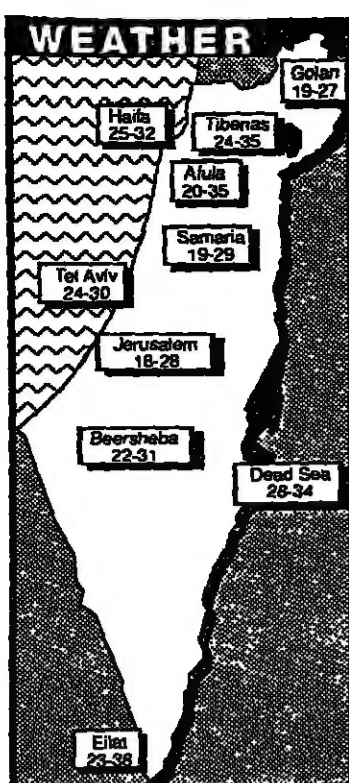 WEATHER
Golan
19-27
Haifa
25-32
Tiberias
24-35
Afula
20-35
Samaria
19-29
Tel Aviv
24-30
Jerusalem
18-28
Beersheba
22-31
Dead Sea
28-34
Eilat
23-38